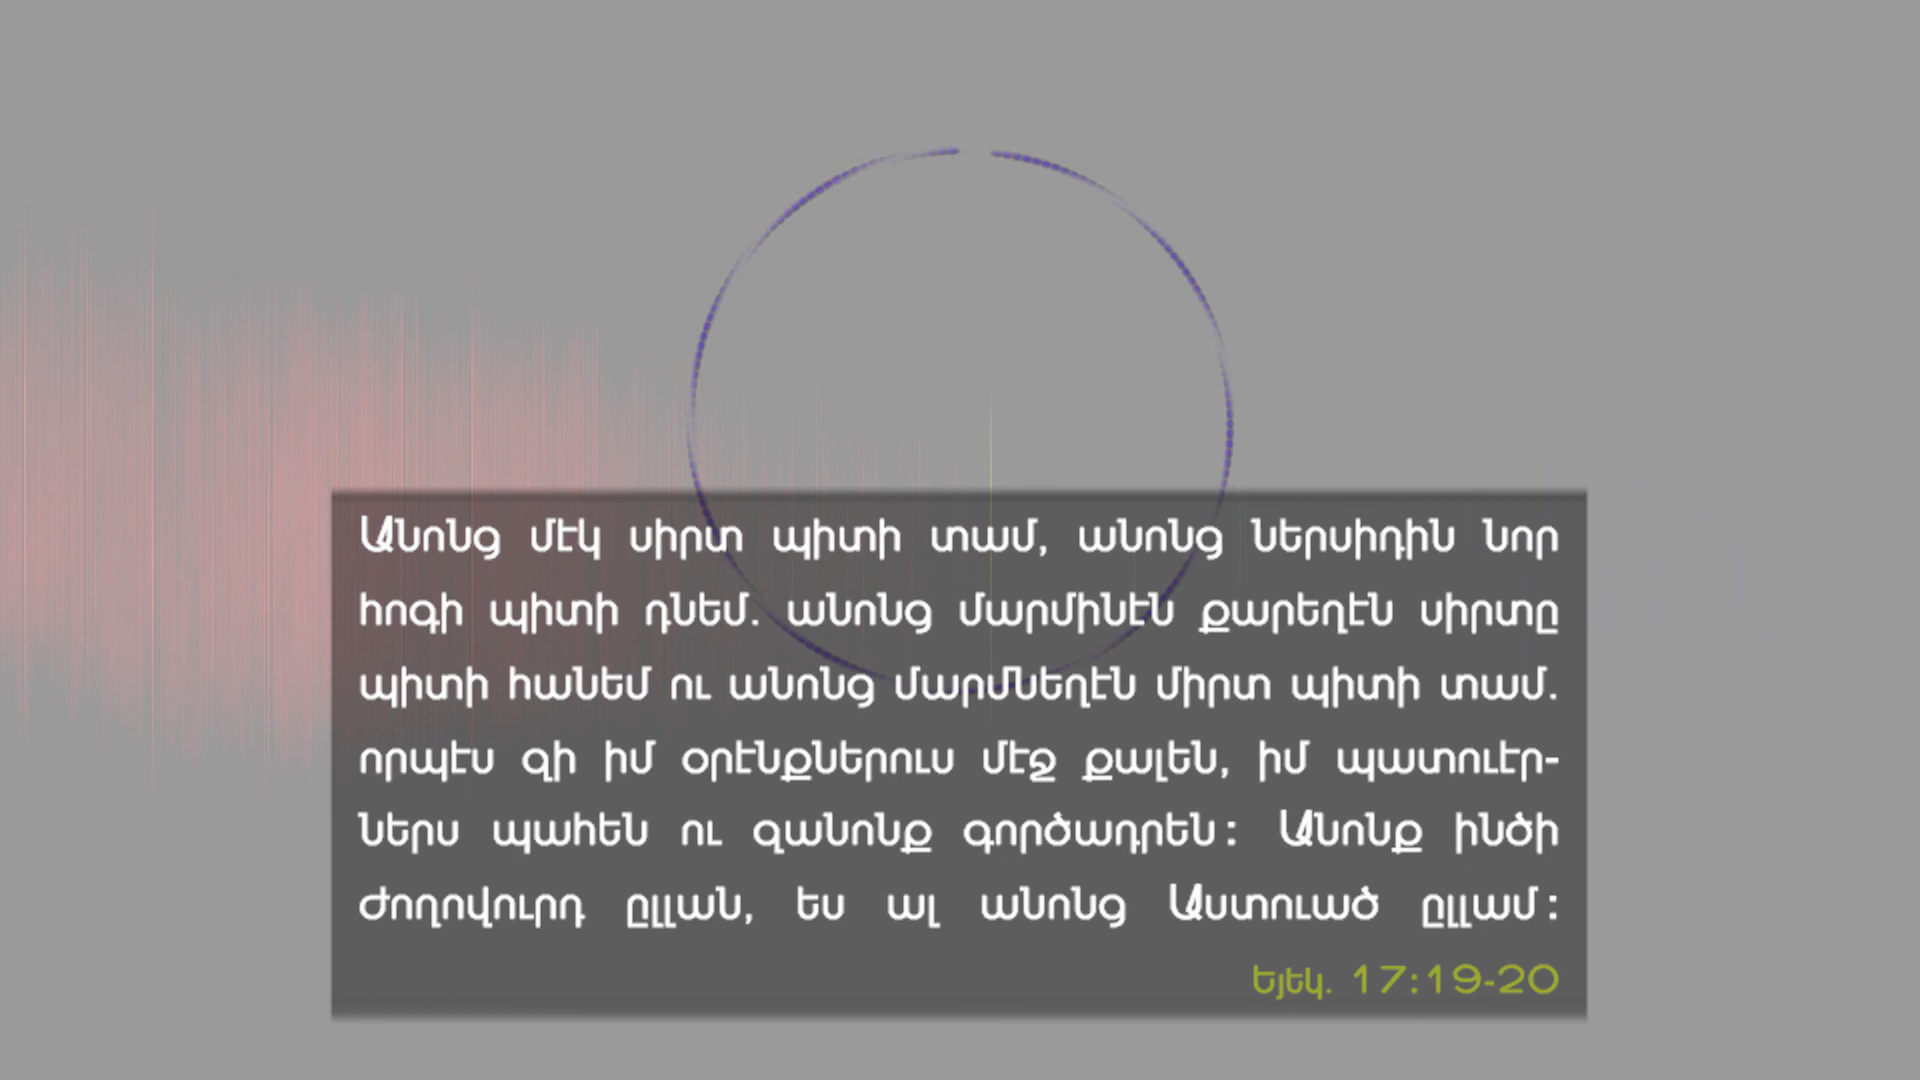 Անոնց մէկ սիրտ պիտի տամ, անոնց ներսիդին նոր
հոգի պիտի դնեմ. անոնց մարմինէն քարեղէն սիրտը
պիտի հանեմ ու անոնց մարմնեղէն միրտ պիտի տամ.
որպէս զի իմ օրէնքներուս մէջ քալեն, իմ պատուէր-
ներս պահեն ու զանոնք գործադրեն: Անոնք ինծի
ժողովուրդ ըլլան, ես ալ անոնց Աստուած ըլլամ:
Եյեկ. 17:19-20